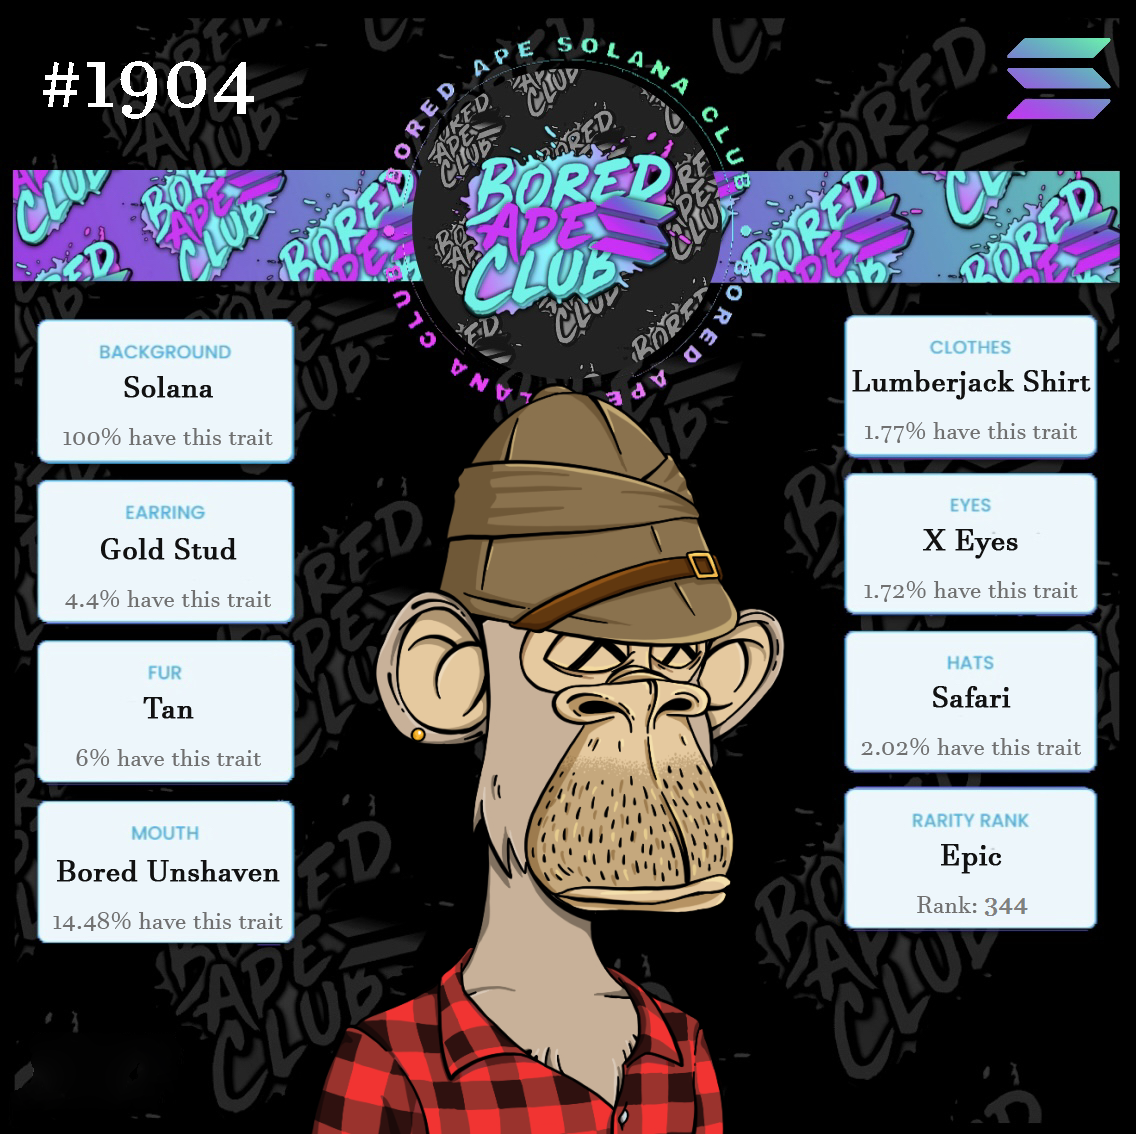 #1904
BORED APE SOLANA CLUB
BORED
APE
CLUB
BORED APE
LANA CLUB
BACKGROUND
Solana
100% have this trait
EARRING
Gold Stud
4.4% have this trait
FUR
Tan
6% have this trait
MOUTH
Bored Unshaven
14.48% have this trait
CLOTHES
Lumberjack Shirt
1.77% have this trait
EYES
X Eyes
1.72% have this trait
HATS
Safari
2.02% have this trait
RARITY RANK
Epic
Rank: 344